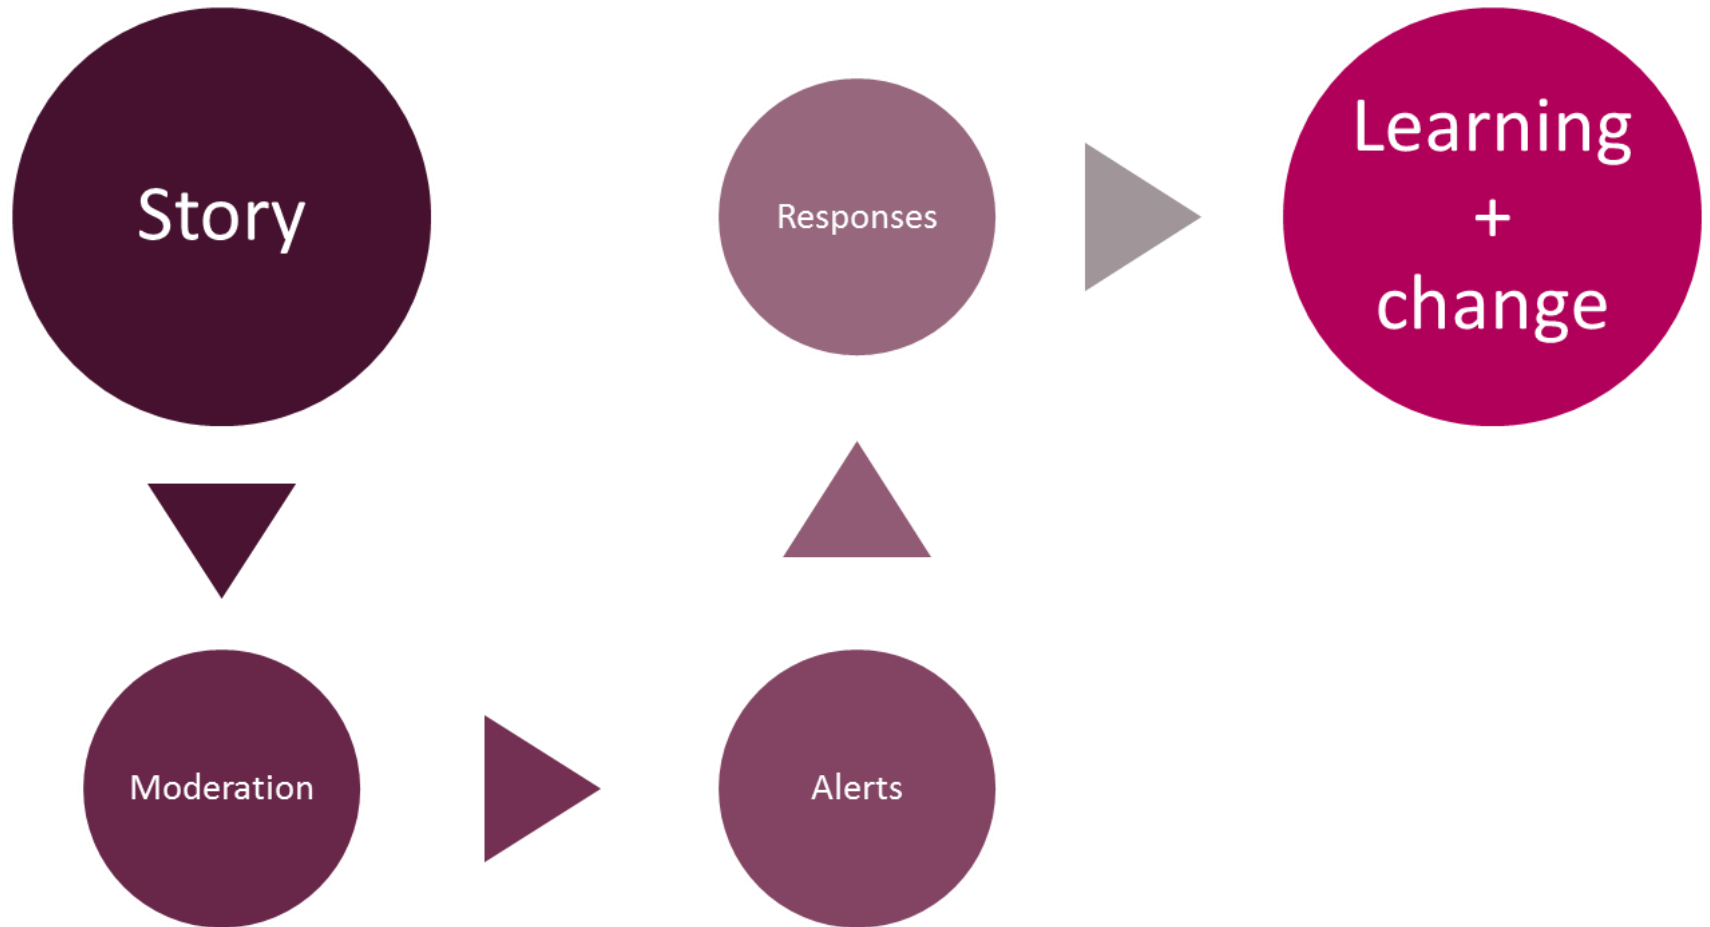 Story
Moderation
Alerts
Responses
Learning
+
change